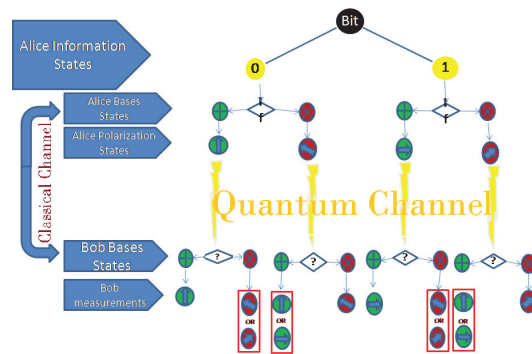 Bit
Alice Information
States
0
1
Alice Bases
States
f
f
Alice Polarization
States
Classical Channel
Quantum Channel
Bob Bases
States
?
?
?
?
Bob
measurements
OR
OR
OR
OR